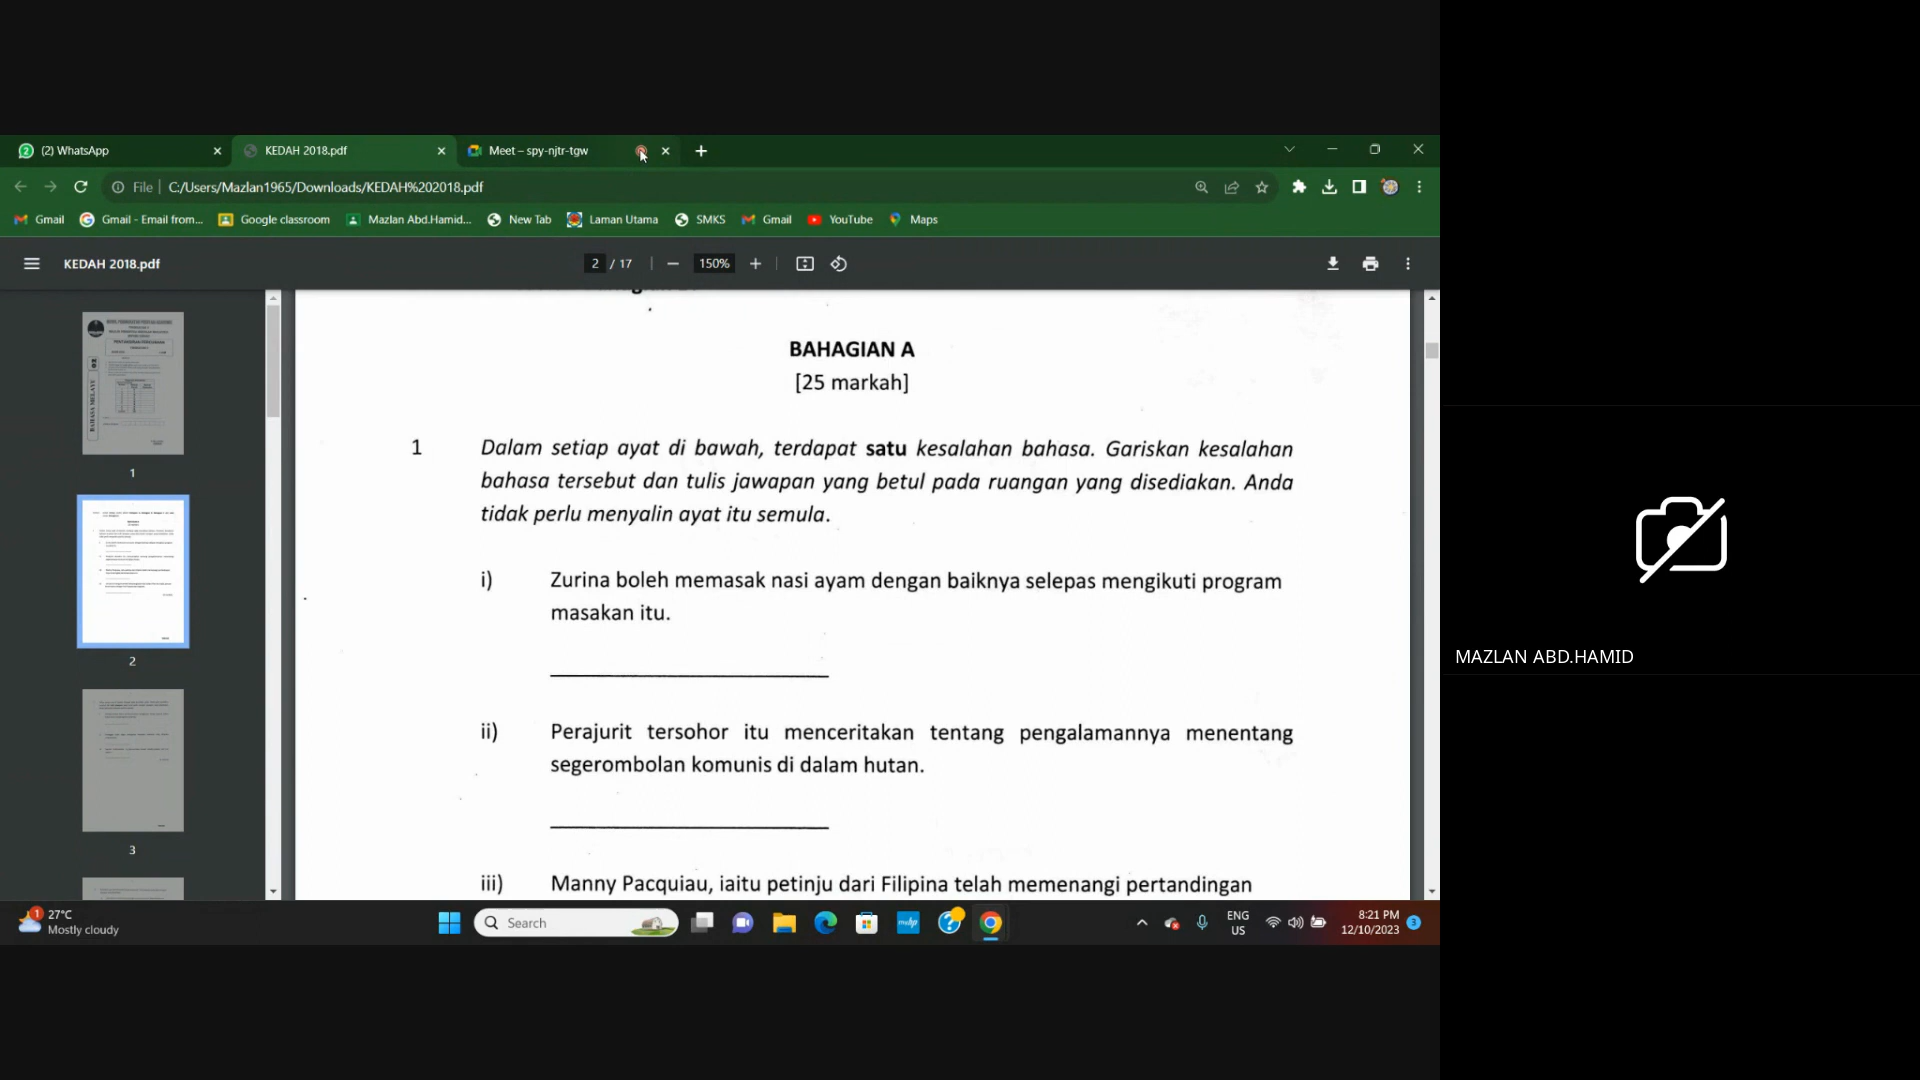 (2) WhatsApp
KEDAH 2018.pdf
Meet – spy-njtr-tgw
File
C:/Users/Mazlan1965/Downloads/KEDAH%202018.pdf
Gmail
Gmail - Email from...
Google classroom
Mazlan Abd.Hamid...
New Tab
Laman Utama
SMKS
Gmail
YouTube
Maps
KEDAH 2018.pdf
2 / 17
150%
1
2
3
BAHAGIAN A
[25 markah]
1
Dalam setiap ayat di bawah, terdapat satu kesalahan bahasa. Gariskan kesalahan
bahasa tersebut dan tulis jawapan yang betul pada ruangan yang disediakan. Anda
tidak perlu menyalin ayat itu semula.
i) Zurina boleh memasak nasi ayam dengan baiknya selepas mengikuti program
masakan itu.
ii) Perajurit tersohor itu menceritakan tentang pengalamannya menentang
segerombolan komunis di dalam hutan.
iii) Manny Pacquiau, iaitu petinju dari Filipina telah memenangi pertandingan
MAZLAN ABD.HAMID
1
27°C
Mostly cloudy
Search
ENG
US
8:21 PM
12/10/2023
3